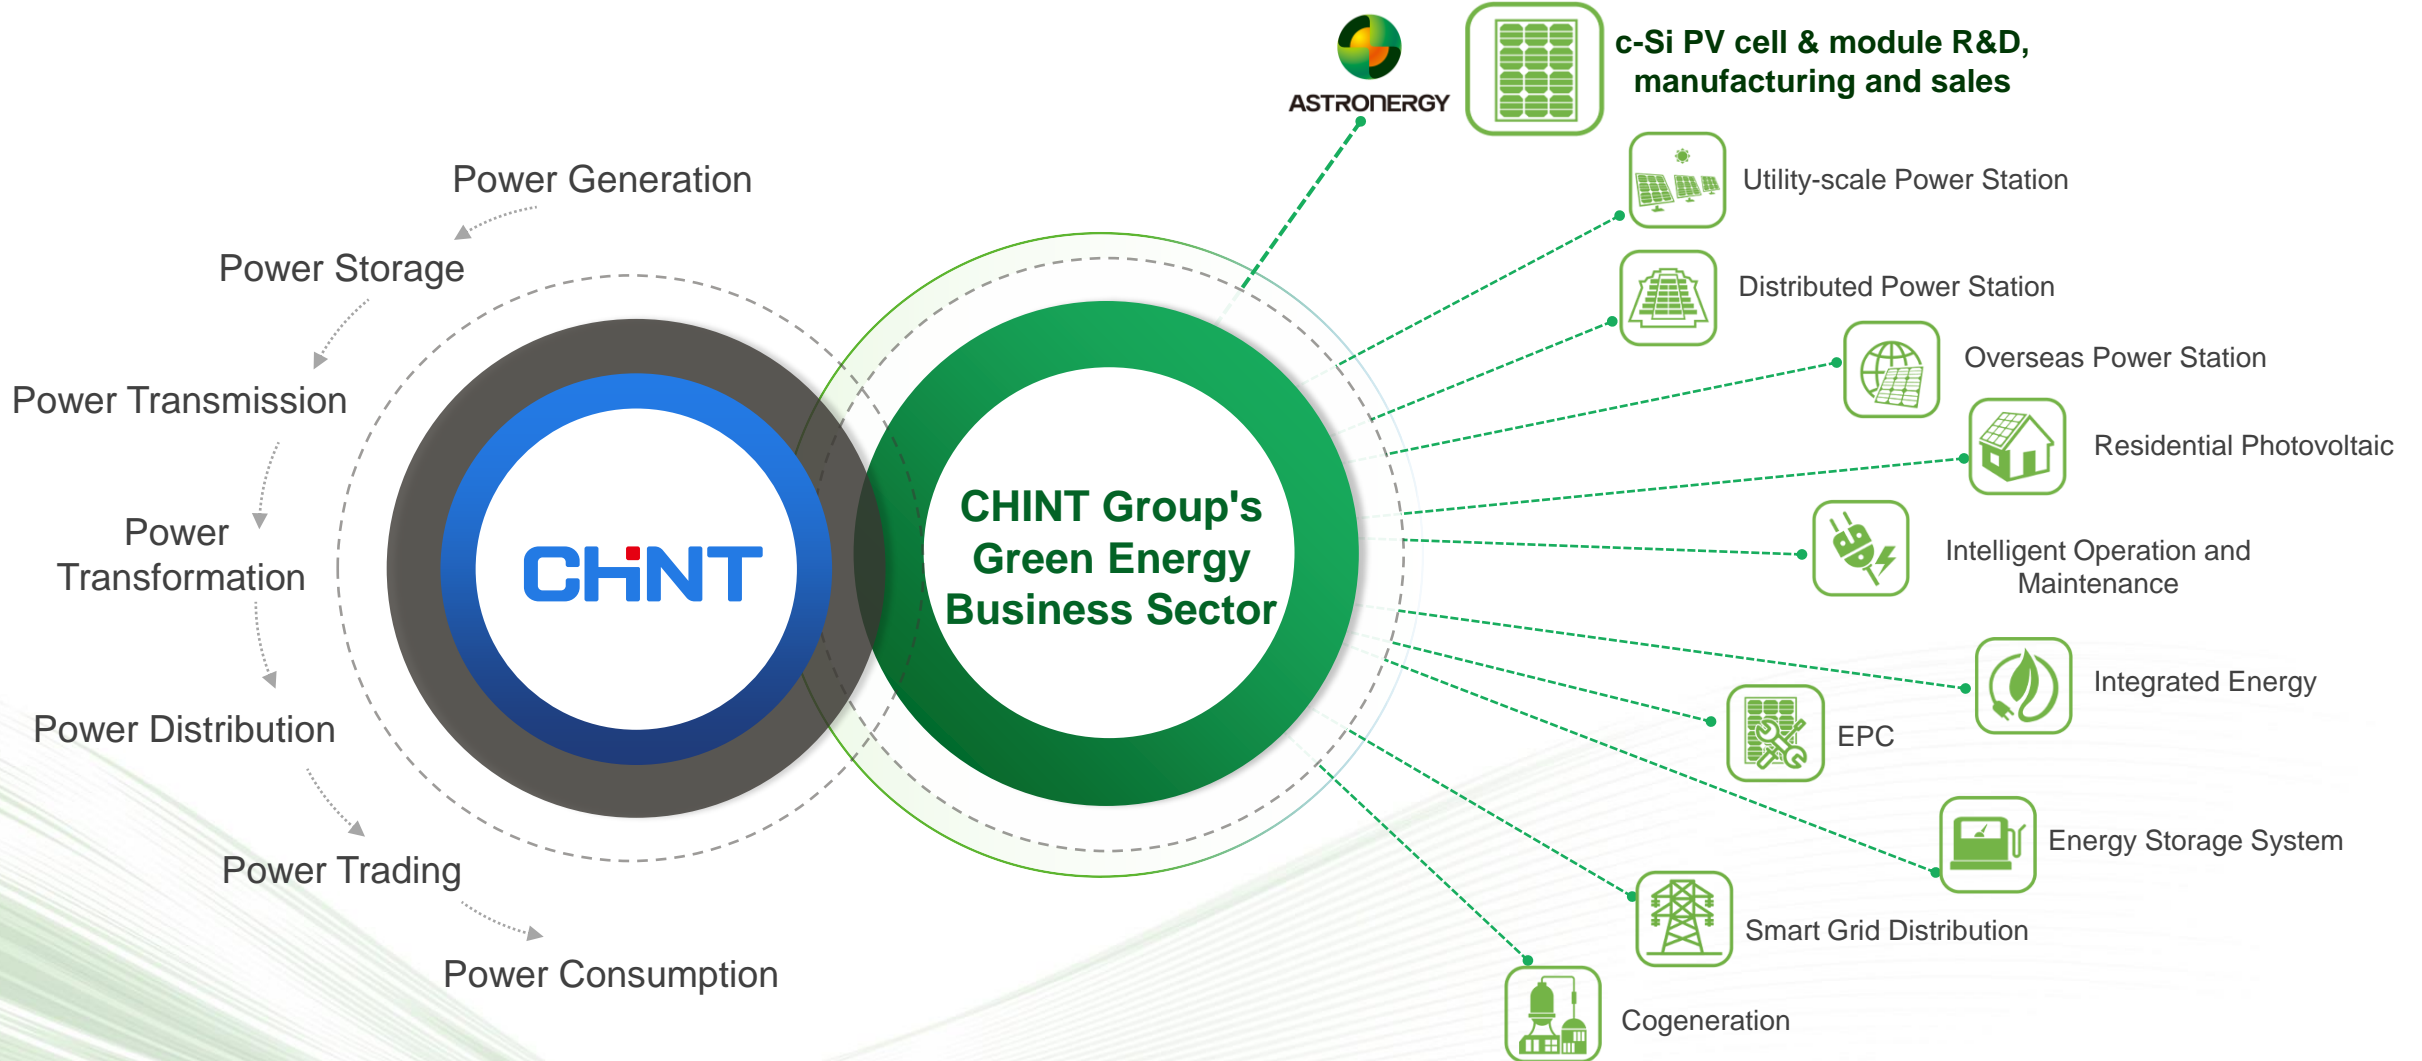 Power Generation
Power Storage
Power Transmission
Power
Transformation
Power Distribution
Power Trading
Power Consumption
CHINT
CHINT Group's
Green Energy
Business Sector
ASTRONERGY
c-Si PV cell & module R&D,
manufacturing and sales
Utility-scale Power Station
Distributed Power Station
Overseas Power Station
Residential Photovoltaic
Intelligent Operation and
Maintenance
Integrated Energy
EPC
Energy Storage System
Smart Grid Distribution
Cogeneration